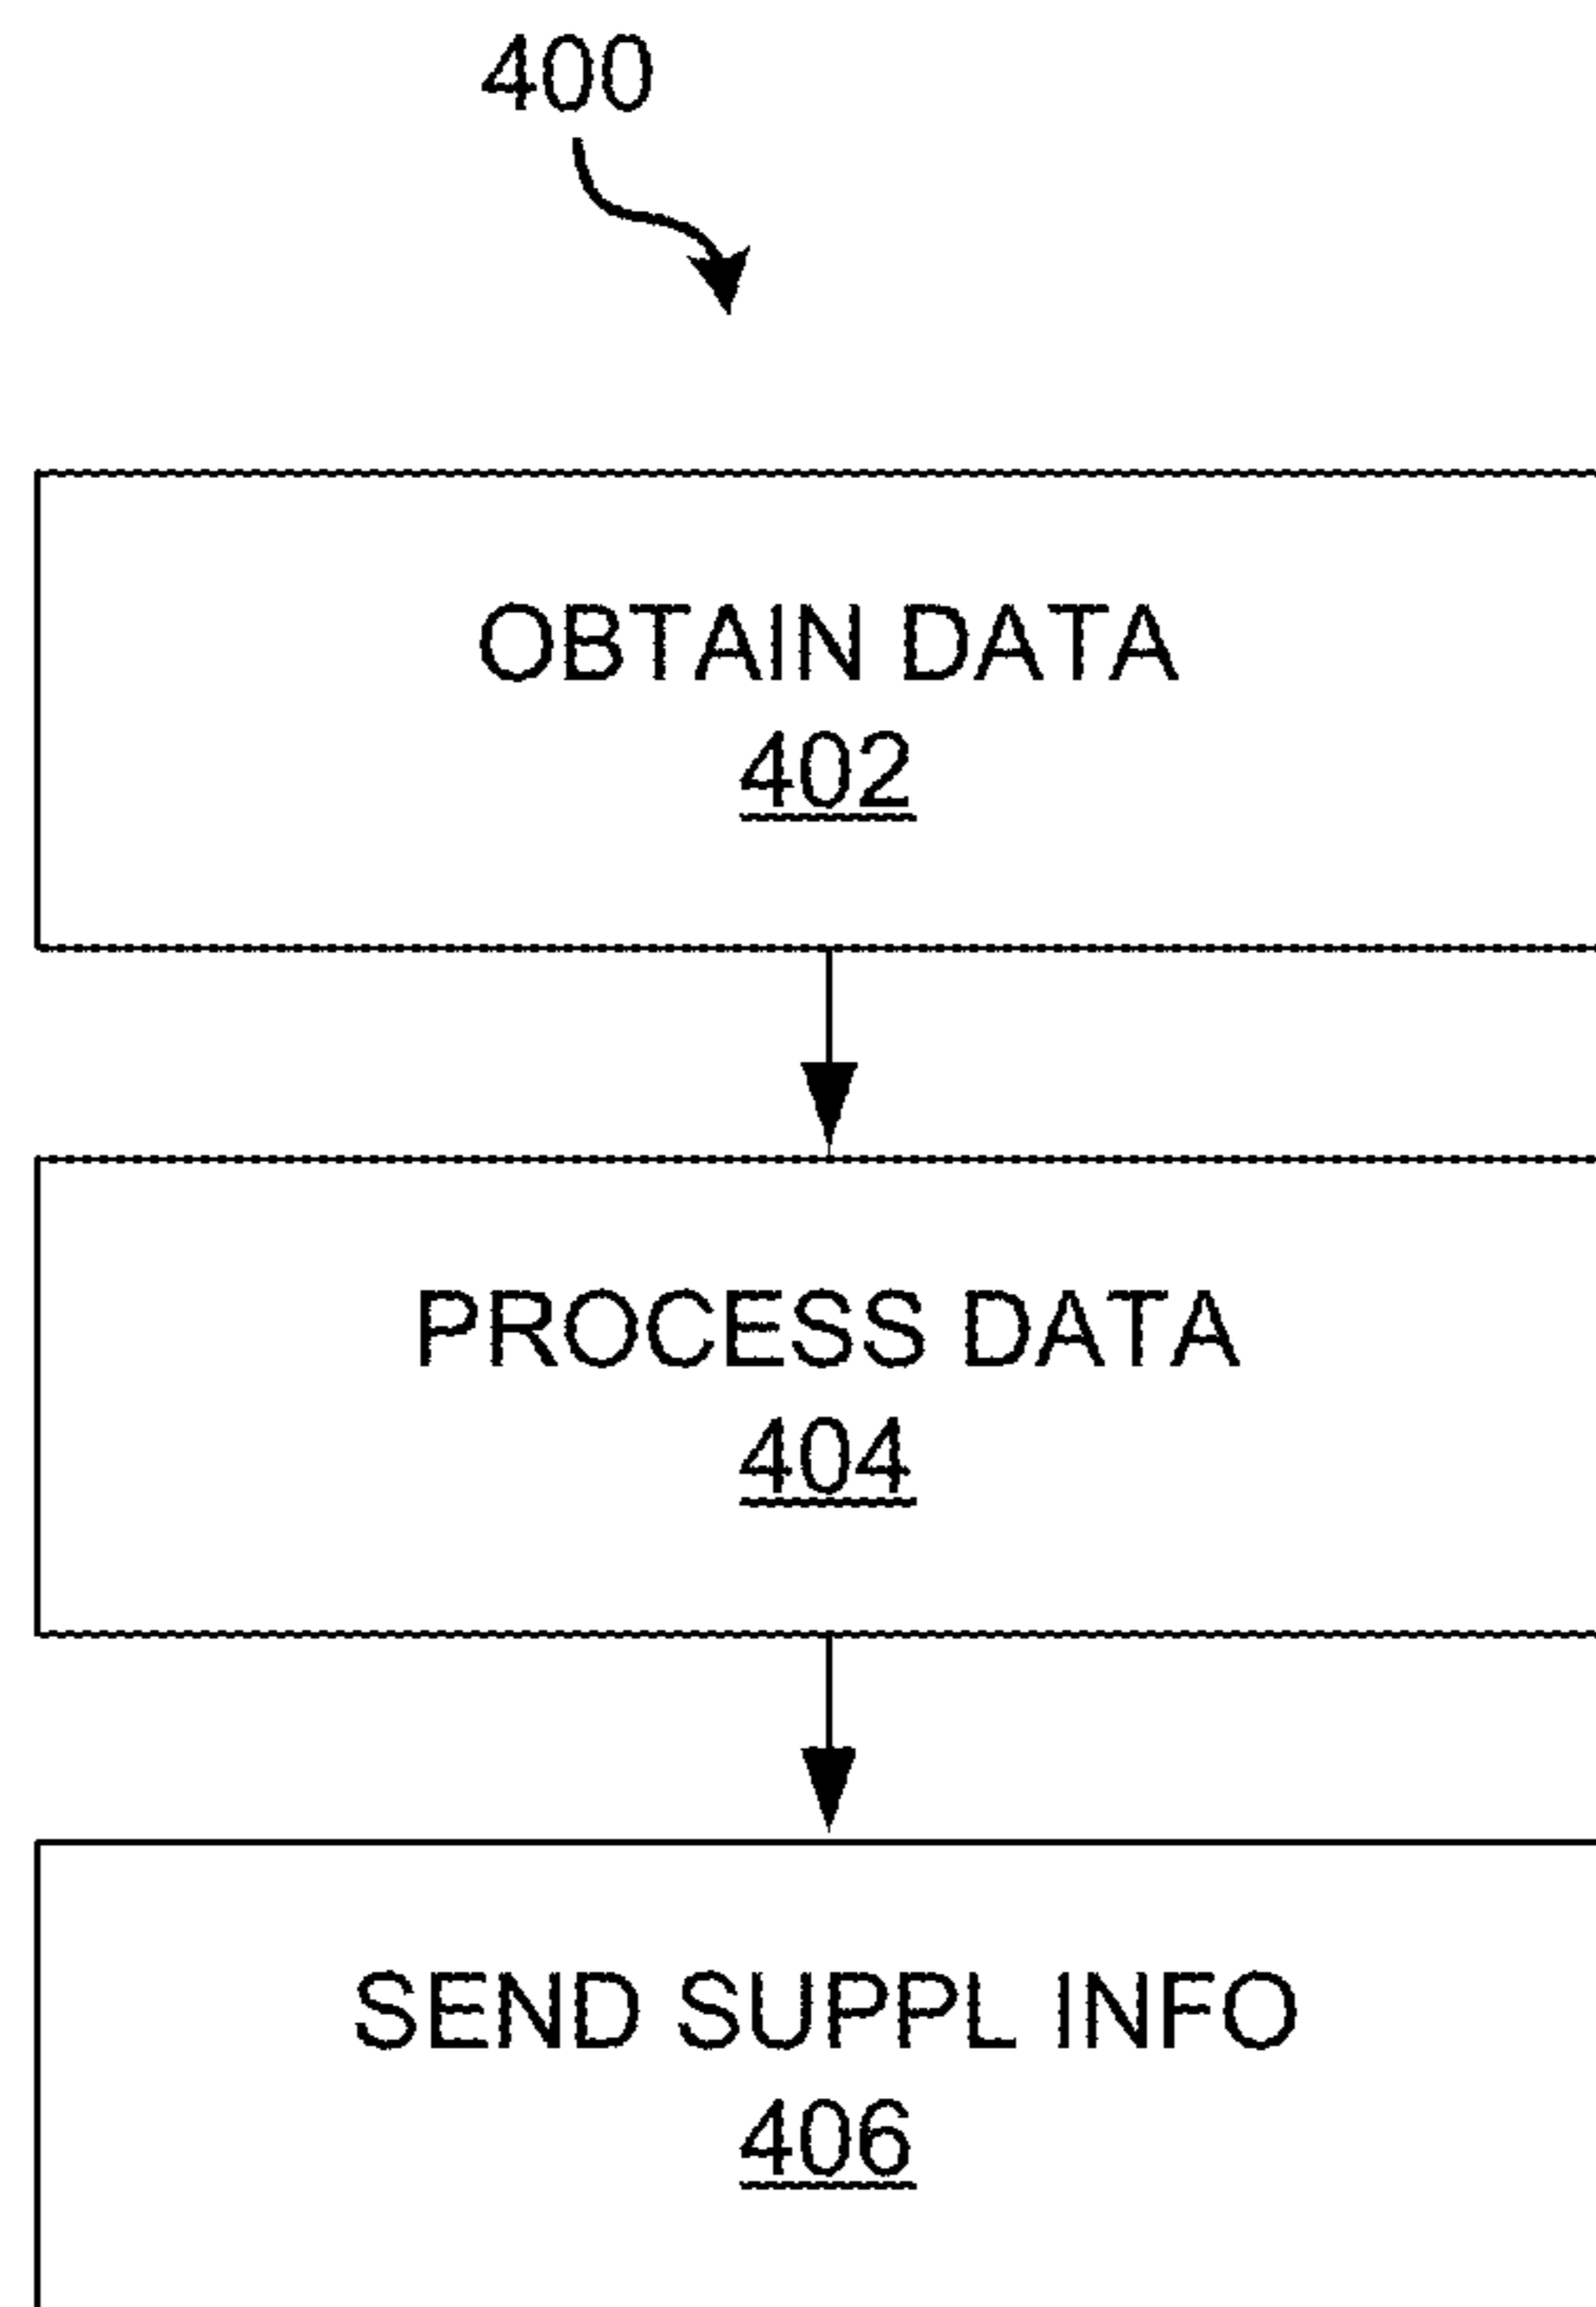 400
OBTAIN DATA
402
PROCESS DATA
404
SEND SUPPL INFO
406